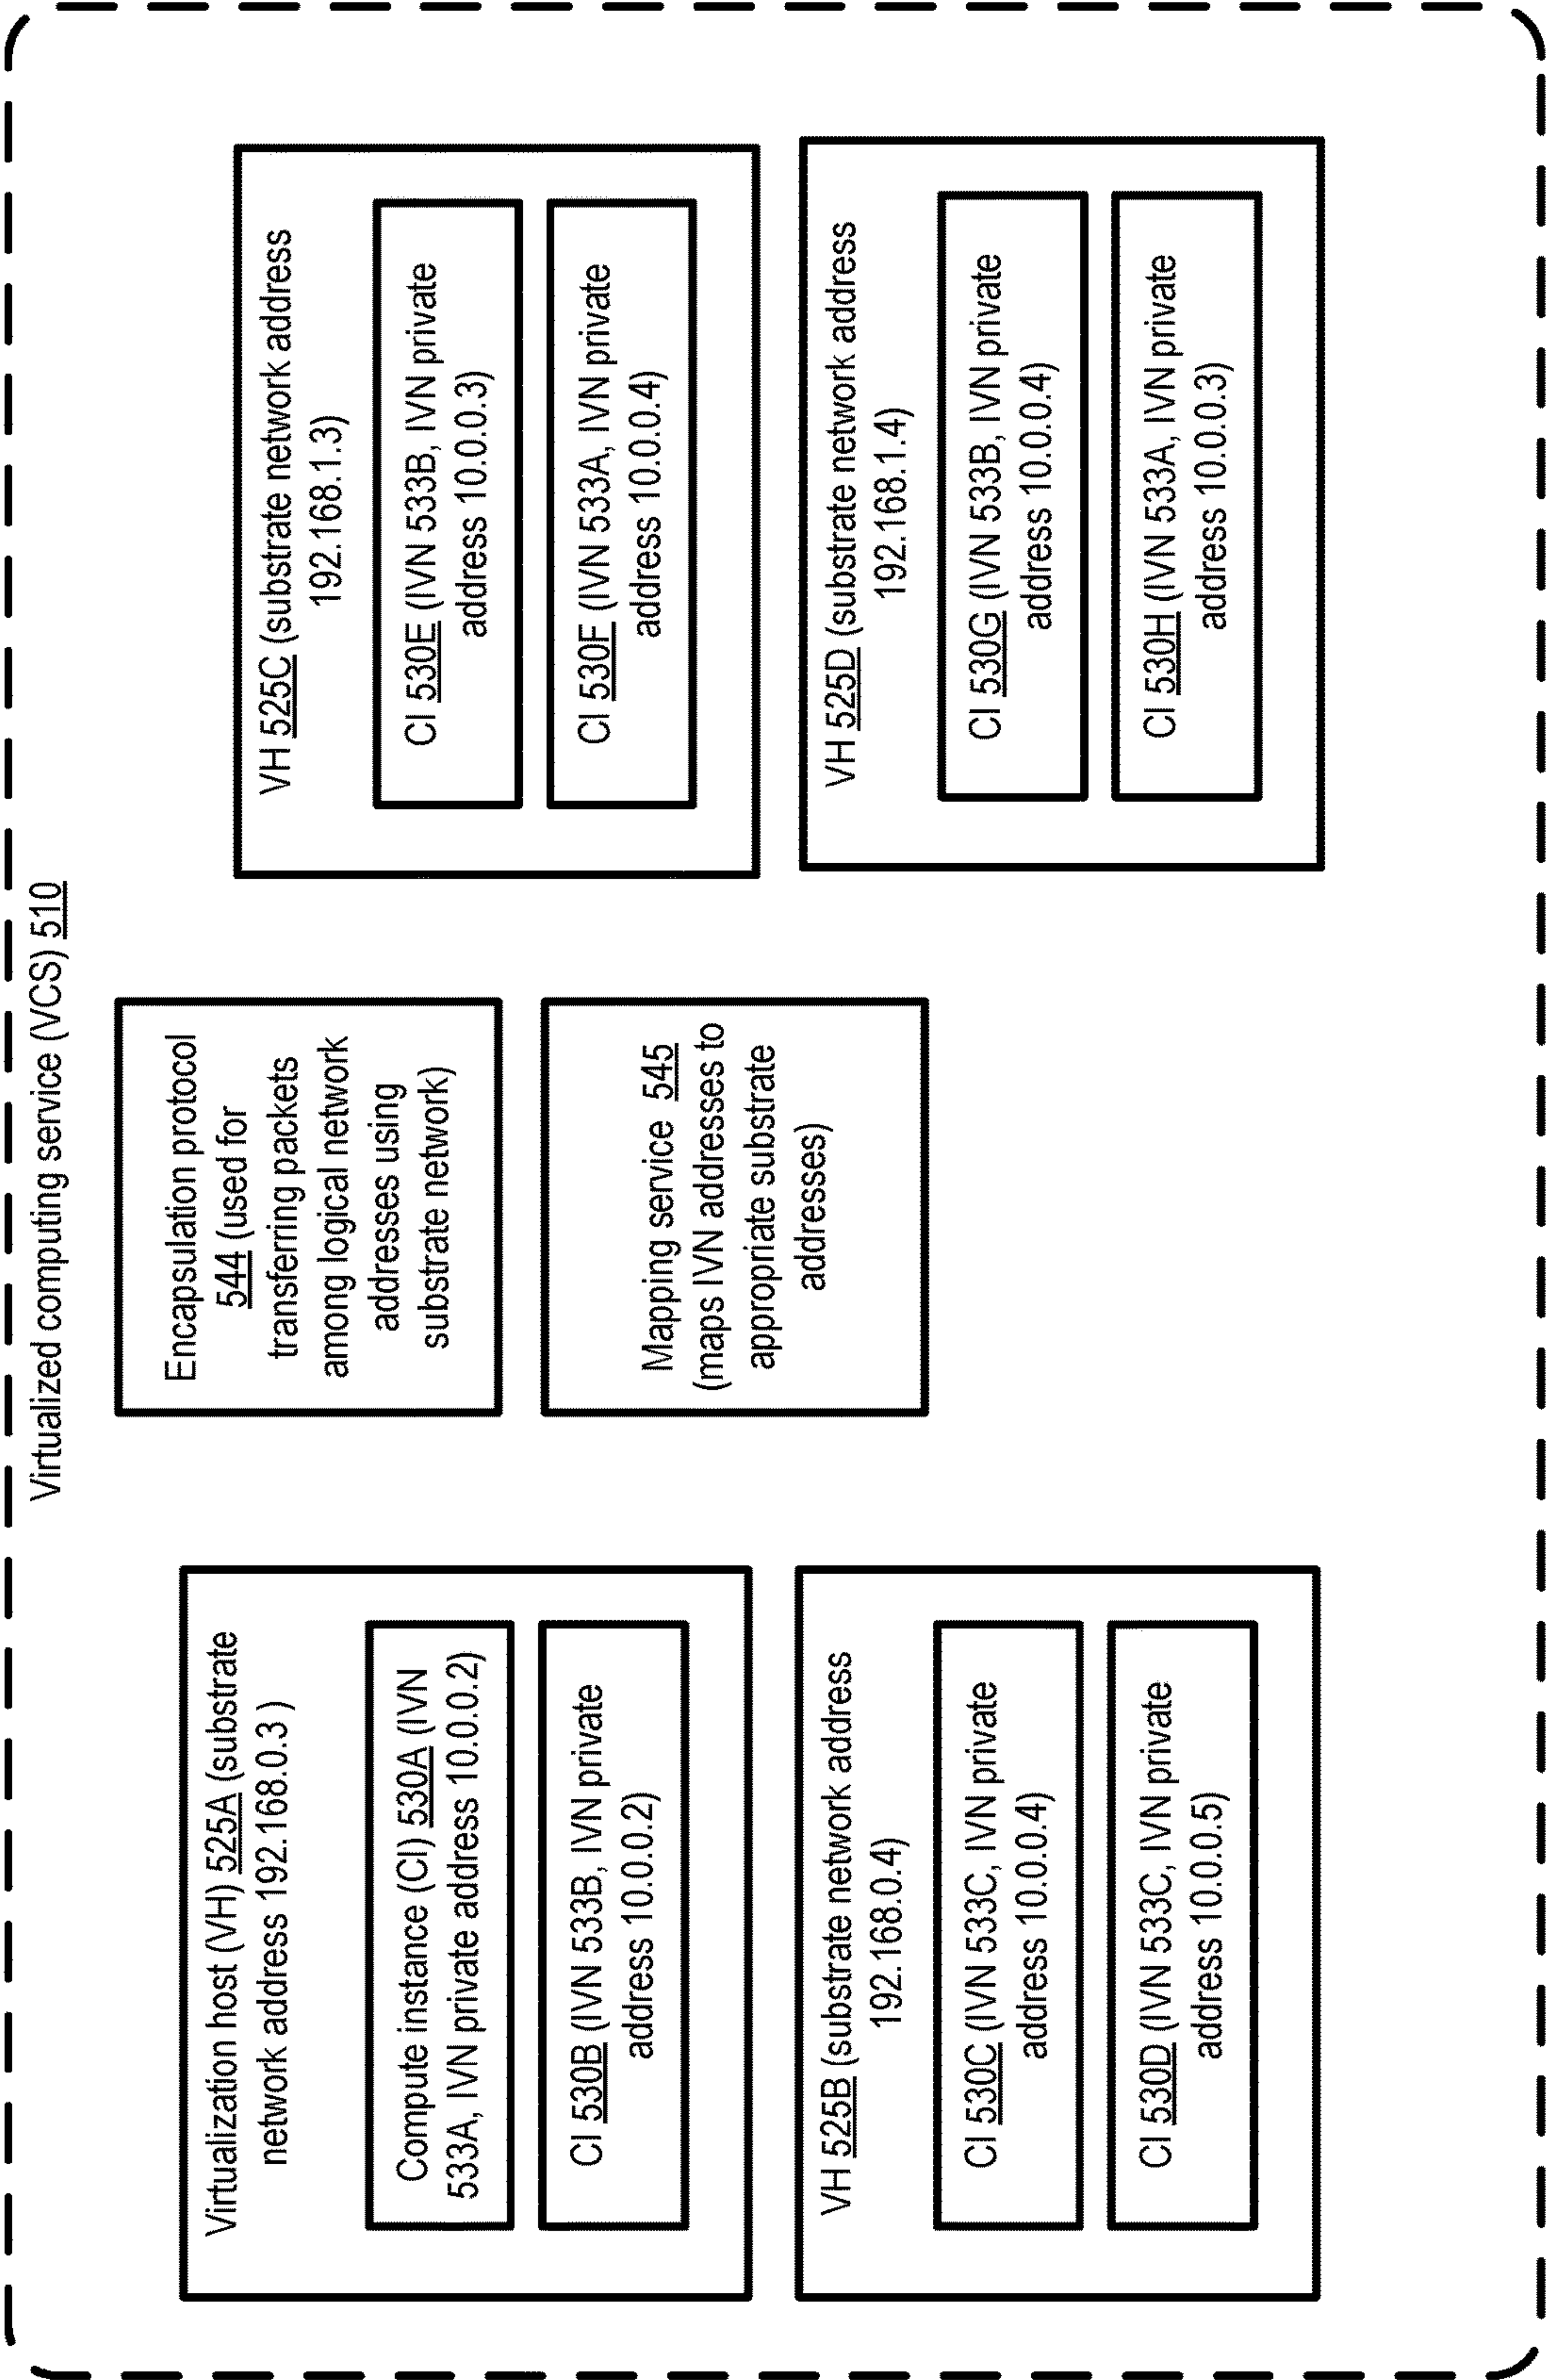 Virtualized computing service (VCS) 510
Virtualization host (VH) 525A (substrate
network address 192.168.0.3 )
Compute instance (CI) 530A (IVN
533A, IVN private address 10.0.0.2)
CI 530B (IVN 533B, IVN private
address 10.0.0.2)
VH 525B (substrate network address
192.168.0.4)
CI 530C (IVN 533C, IVN private
address 10.0.0.4)
CI 530D (IVN 533C, IVN private
address 10.0.0.5)
Encapsulation protocol
544 (used for
transferring packets
among logical network
addresses using
substrate network)
Mapping service 545
(maps IVN addresses to
appropriate substrate
addresses)
VH 525C (substrate network address
192.168.1.3)
CI 530E (IVN 533B, IVN private
address 10.0.0.3)
CI 530F (IVN 533A, IVN private
address 10.0.0.4)
VH 525D (substrate network address
192.168.1.4)
CI 530G (IVN 533B, IVN private
address 10.0.0.4)
CI 530H (IVN 533A, IVN private
address 10.0.0.3)